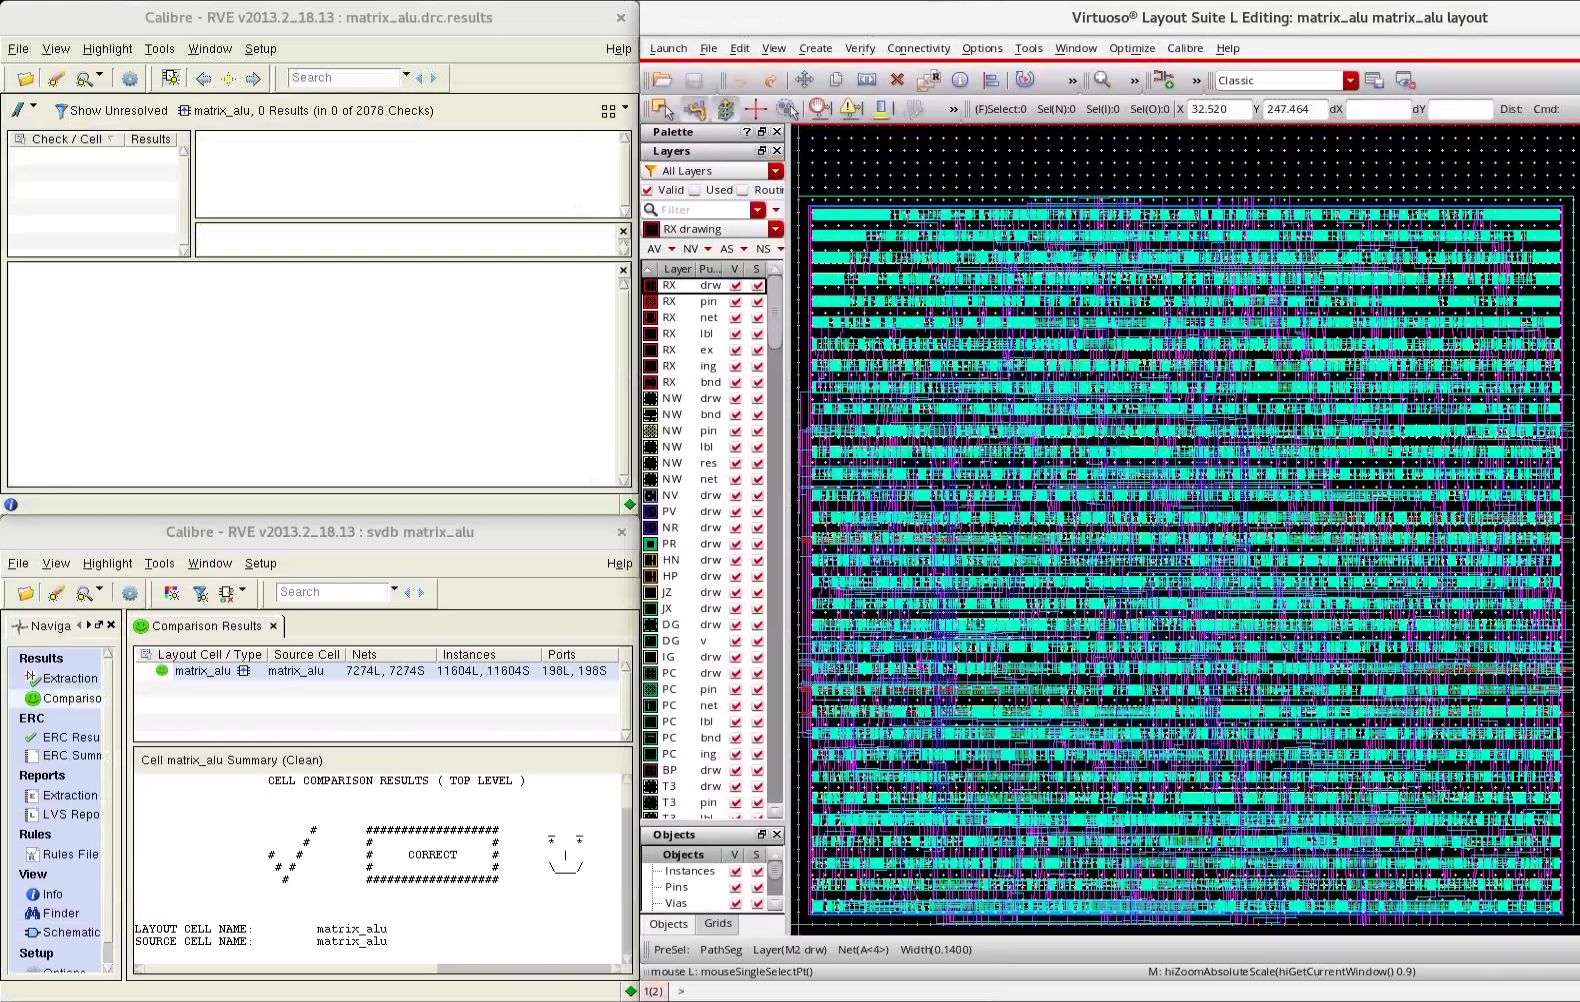 Calibre - RVE v2013.2_18.13 : matrix_alu.drc.results
File View Highlight Tools Window Setup Help
Search
Show Unresolved matrix_alu, 0 Results (in 0 of 2078 Checks)
Check / Cell Results
Calibre - RVE v2013.2_18.13 : svdb matrix_alu
File View Highlight Tools Window Setup Help
Search
Naviga
Results
Extraction
Compariso
ERC
ERC Resu
ERC Summ
Reports
Extraction
LVS Repo
Rules
Rules File
View
Info
Finder
Schematic
Setup
Options
Comparison Results
Layout Cell / Type Source Cell Nets Instances Ports
matrix_alu matrix_alu 7274L, 7274S 11604L, 11604S 198L, 198S
Cell matrix_alu Summary (Clean)
CELL COMPARISON RESULTS ( TOP LEVEL )
# ################## _ _
# # # * *
# # # CORRECT # |
# # # # \___/
# ##################
LAYOUT CELL NAME: matrix_alu
SOURCE CELL NAME: matrix_alu
Virtuoso® Layout Suite L Editing: matrix_alu matrix_alu layout
Launch File Edit View Create Verify Connectivity Options Tools Window Optimize Calibre Help
» » » Classic
» (F)Select:0 Sel(N):0 Sel(I):0 Sel(O):0 X 32.520 Y 247.464 dX dY Dist: Cmd:
Palette
Layers
All Layers
Valid Used Routi
Filter
RX drawing
AV NV AS NS
Layer Pu... V S
RX drw
RX pin
RX net
RX lbl
RX ex
RX ing
RX bnd
NW drw
NW bnd
NW pin
NW lbl
NW res
NW net
NV drw
PV drw
NR drw
PR drw
HN drw
HP drw
JZ drw
JX drw
DG drw
DG v
IG drw
PC drw
PC pin
PC net
PC lbl
PC bnd
PC ing
BP drw
T3 drw
T3 pin
T3 lbl
Objects
Objects V S
Instances
Pins
Vias
Objects Grids
PreSel: PathSeg Layer(M2 drw) Net(A<4>) Width(0.1400)
mouse L: mouseSingleSelectPt() M: hiZoomAbsoluteScale(hiGetCurrentWindow() 0.9)
1(2) >